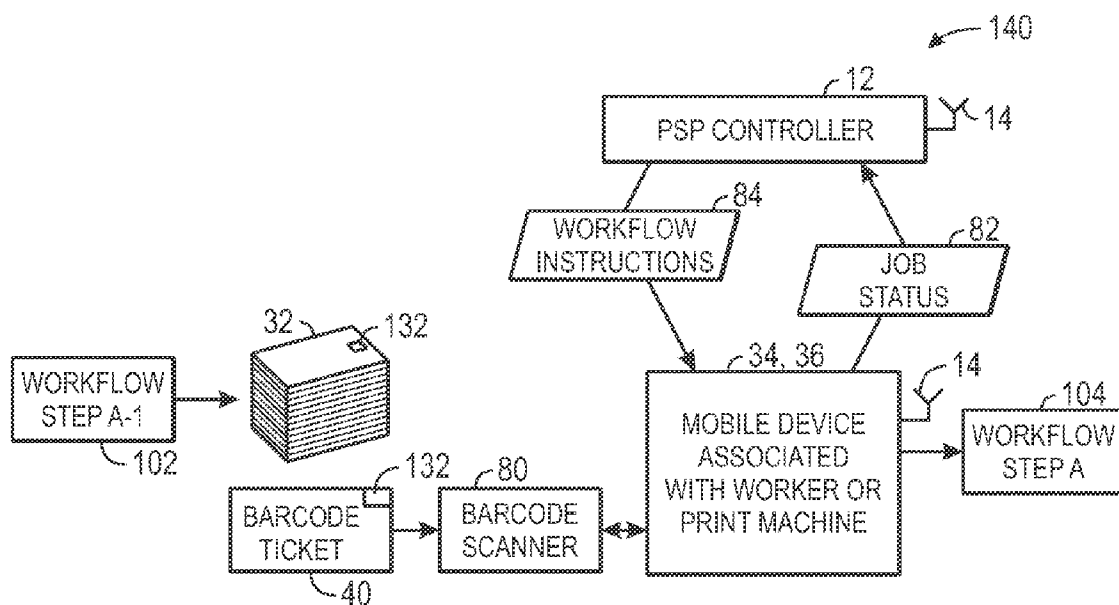 140
12
PSP CONTROLLER
14
84
WORKFLOW
INSTRUCTIONS
82
JOB
STATUS
32
132
34, 36
14
WORKFLOW
STEP A-1
102
MOBILE DEVICE
ASSOCIATED
WITH WORKER OR
PRINT MACHINE
104
WORKFLOW
STEP A
132
80
BARCODE
TICKET
40
BARCODE
SCANNER